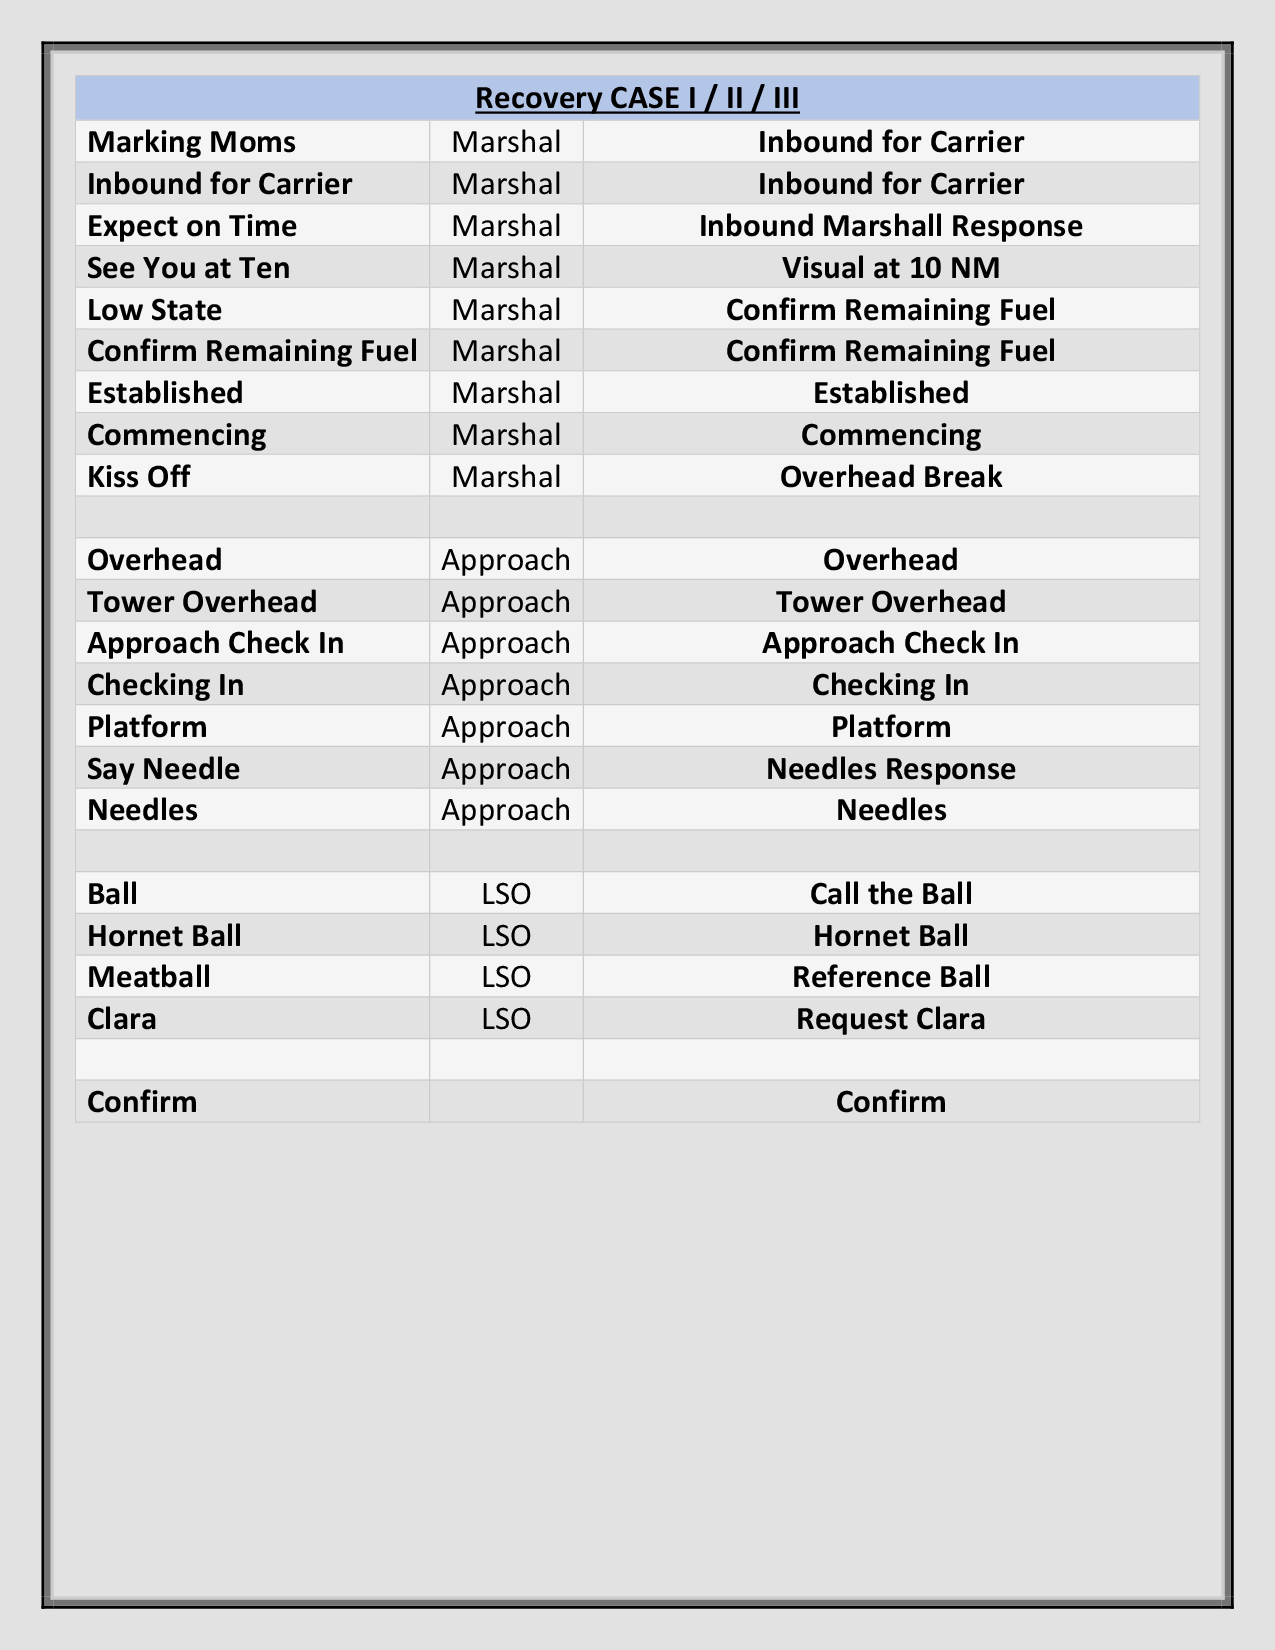 Recovery CASE I / II / III
Marking Moms Marshal Inbound for Carrier
Inbound for Carrier Marshal Inbound for Carrier
Expect on Time Marshal Inbound Marshall Response
See You at Ten Marshal Visual at 10 NM
Low State Marshal Confirm Remaining Fuel
Confirm Remaining Fuel Marshal Confirm Remaining Fuel
Established Marshal Established
Commencing Marshal Commencing
Kiss Off Marshal Overhead Break
Overhead Approach Overhead
Tower Overhead Approach Tower Overhead
Approach Check In Approach Approach Check In
Checking In Approach Checking In
Platform Approach Platform
Say Needle Approach Needles Response
Needles Approach Needles
Ball LSO Call the Ball
Hornet Ball LSO Hornet Ball
Meatball LSO Reference Ball
Clara LSO Request Clara
Confirm Confirm